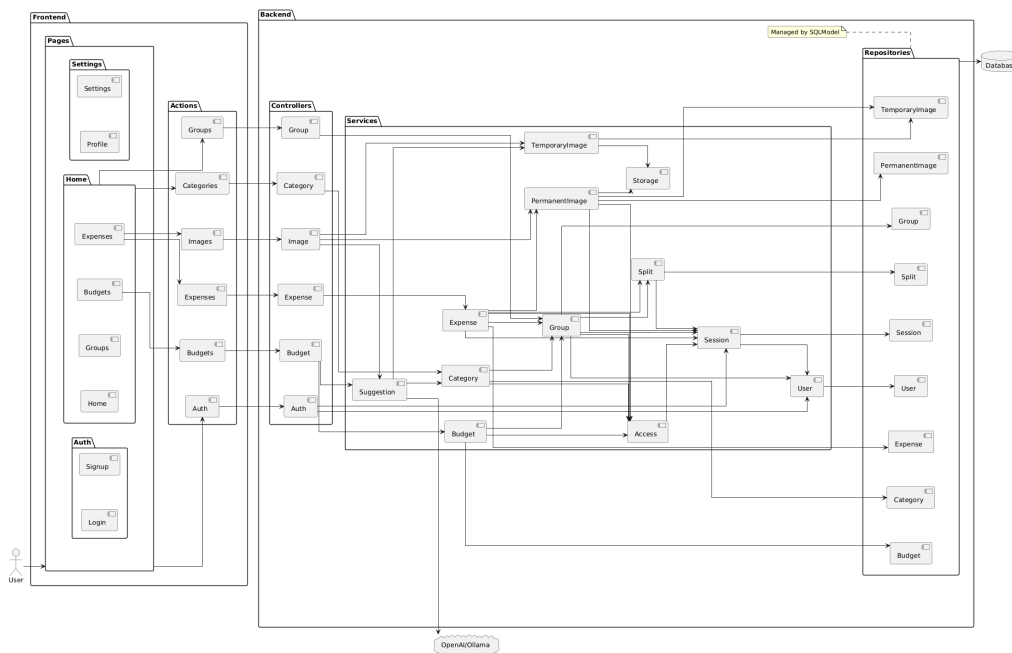 Frontend
Pages
Settings
Settings
Profile
Home
Expenses
Budgets
Groups
Home
Auth
Signup
Login
User
Actions
Groups
Categories
Images
Expenses
Budgets
Auth
Backend
Controllers
Group
Category
Image
Expense
Budget
Auth
Services
TemporaryImage
Storage
PermanentImage
Split
Expense
Group
Session
Category
Suggestion
User
Budget
Access
Managed by SQLModel
Repositories
TemporaryImage
PermanentImage
Group
Split
Session
User
Expense
Category
Budget
Databas
OpenAI/Ollama